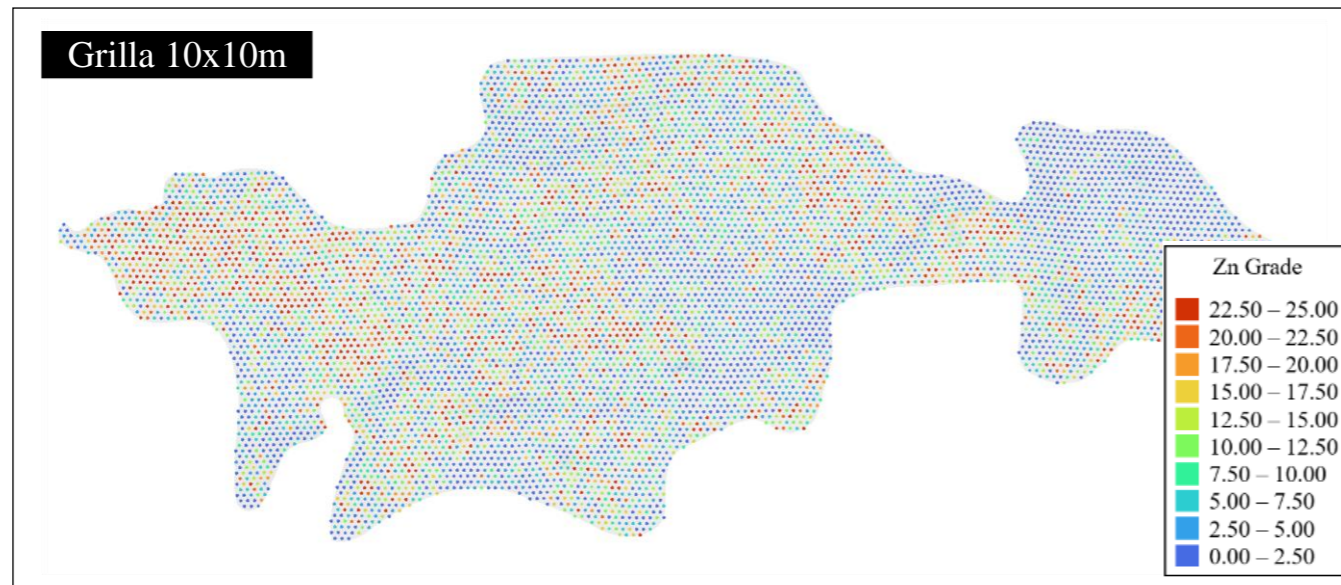 Grilla 10x10m
Zn Grade
22.50 – 25.00
20.00 – 22.50
17.50 – 20.00
15.00 – 17.50
12.50 – 15.00
10.00 – 12.50
7.50 – 10.00
5.00 – 7.50
2.50 – 5.00
0.00 – 2.50